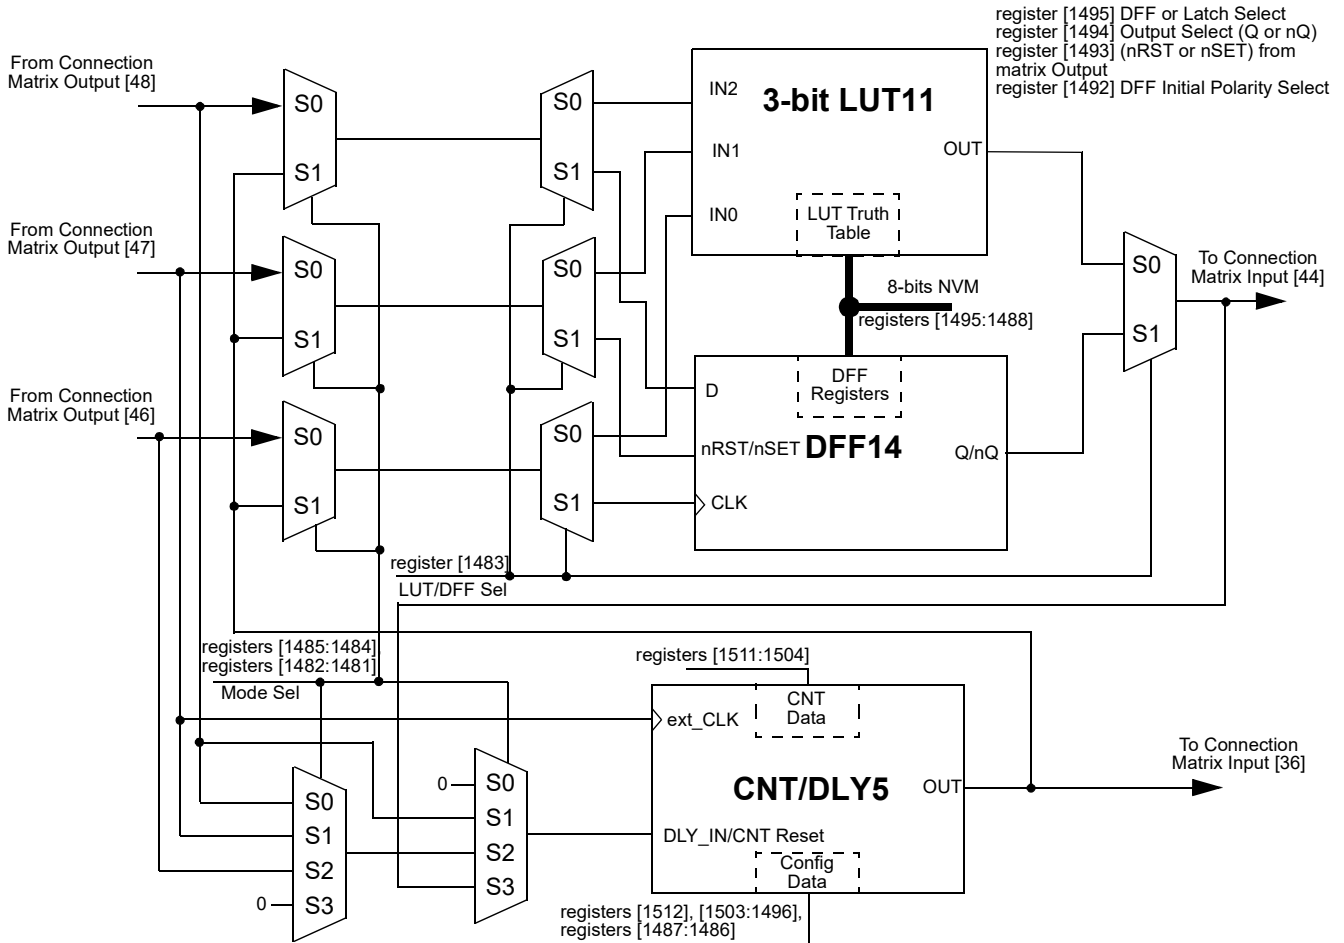 register [1495] DFF or Latch Select
register [1494] Output Select (Q or nQ)
register [1493] (nRST or nSET) from
matrix Output
register [1492] DFF Initial Polarity Select
From Connection
Matrix Output [48]
S0
S1
S0
S1
IN2
3-bit LUT11
IN1
OUT
IN0
LUT Truth
Table
From Connection
Matrix Output [47]
S0
S1
S0
S1
8-bits NVM
registers [1495:1488]
S0
S1
To Connection
Matrix Input [44]
From Connection
Matrix Output [46]
S0
S1
S0
S1
D
DFF
Registers
nRST/nSET
DFF14
Q/nQ
CLK
register [1483]
LUT/DFF Sel
registers [1485:1484],
registers [1482:1481]
Mode Sel
registers [1511:1504]
CNT
Data
ext_CLK
CNT/DLY5
OUT
DLY_IN/CNT Reset
Config
Data
To Connection
Matrix Input [36]
0
S0
S1
S2
S3
S0
S1
S2
0
S3
registers [1512], [1503:1496],
registers [1487:1486]